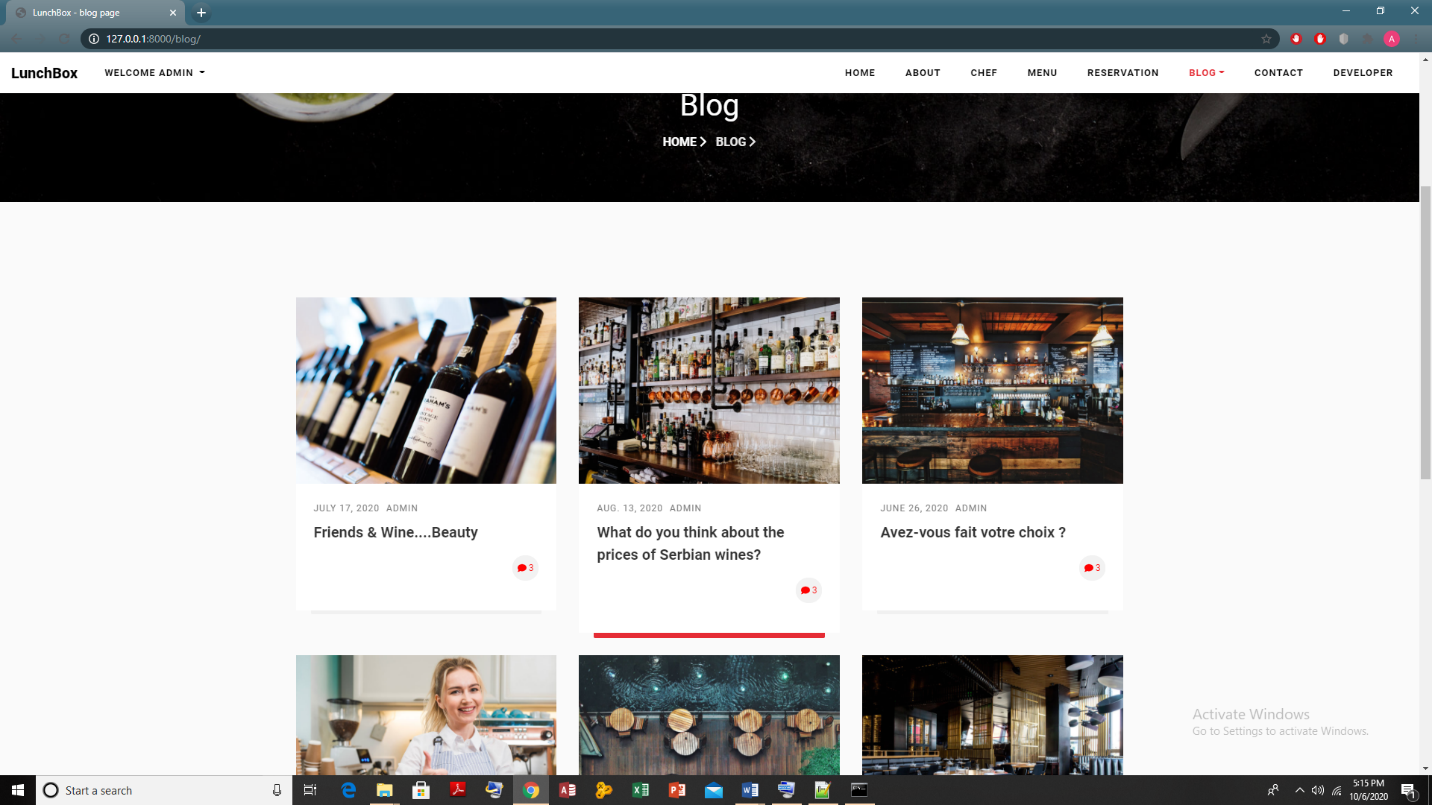 LunchBox - blog page
127.0.0.1:8000/blog/
A
LunchBox
WELCOME ADMIN
HOME
ABOUT
CHEF
MENU
RESERVATION
BLOG
CONTACT
DEVELOPER
Blog
HOME
BLOG
JULY 17, 2020 ADMIN
Friends & Wine....Beauty
3
AUG. 13, 2020 ADMIN
What do you think about the
prices of Serbian wines?
3
JUNE 26, 2020 ADMIN
Avez-vous fait votre choix ?
3
Activate Windows
Go to Settings to activate Windows.
Start a search
5:15 PM
10/6/2020
1